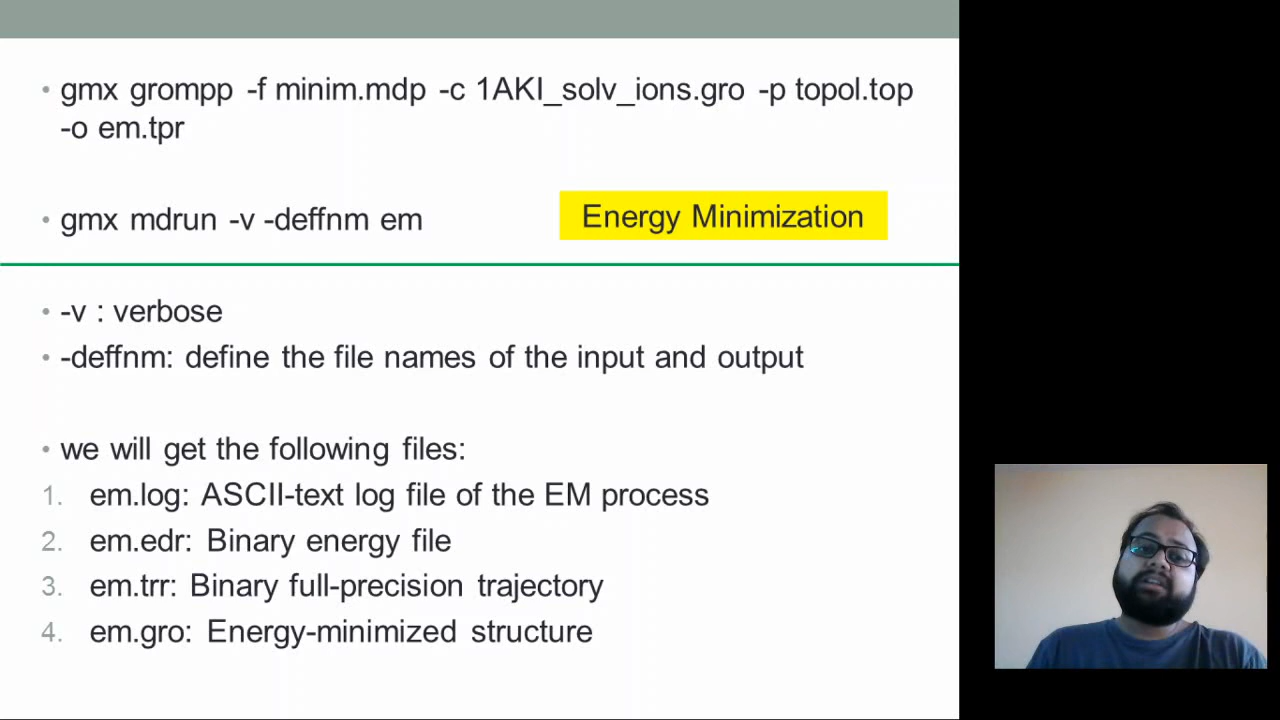 • gmx grompp -f minim.mdp -c 1AKI_solv_ions.gro -p topol.top
-o em.tpr
• gmx mdrun -v -deffnm em
Energy Minimization
• -v : verbose
• -deffnm: define the file names of the input and output
• we will get the following files:
1. em.log: ASCII-text log file of the EM process
2. em.edr: Binary energy file
3. em.trr: Binary full-precision trajectory
4. em.gro: Energy-minimized structure